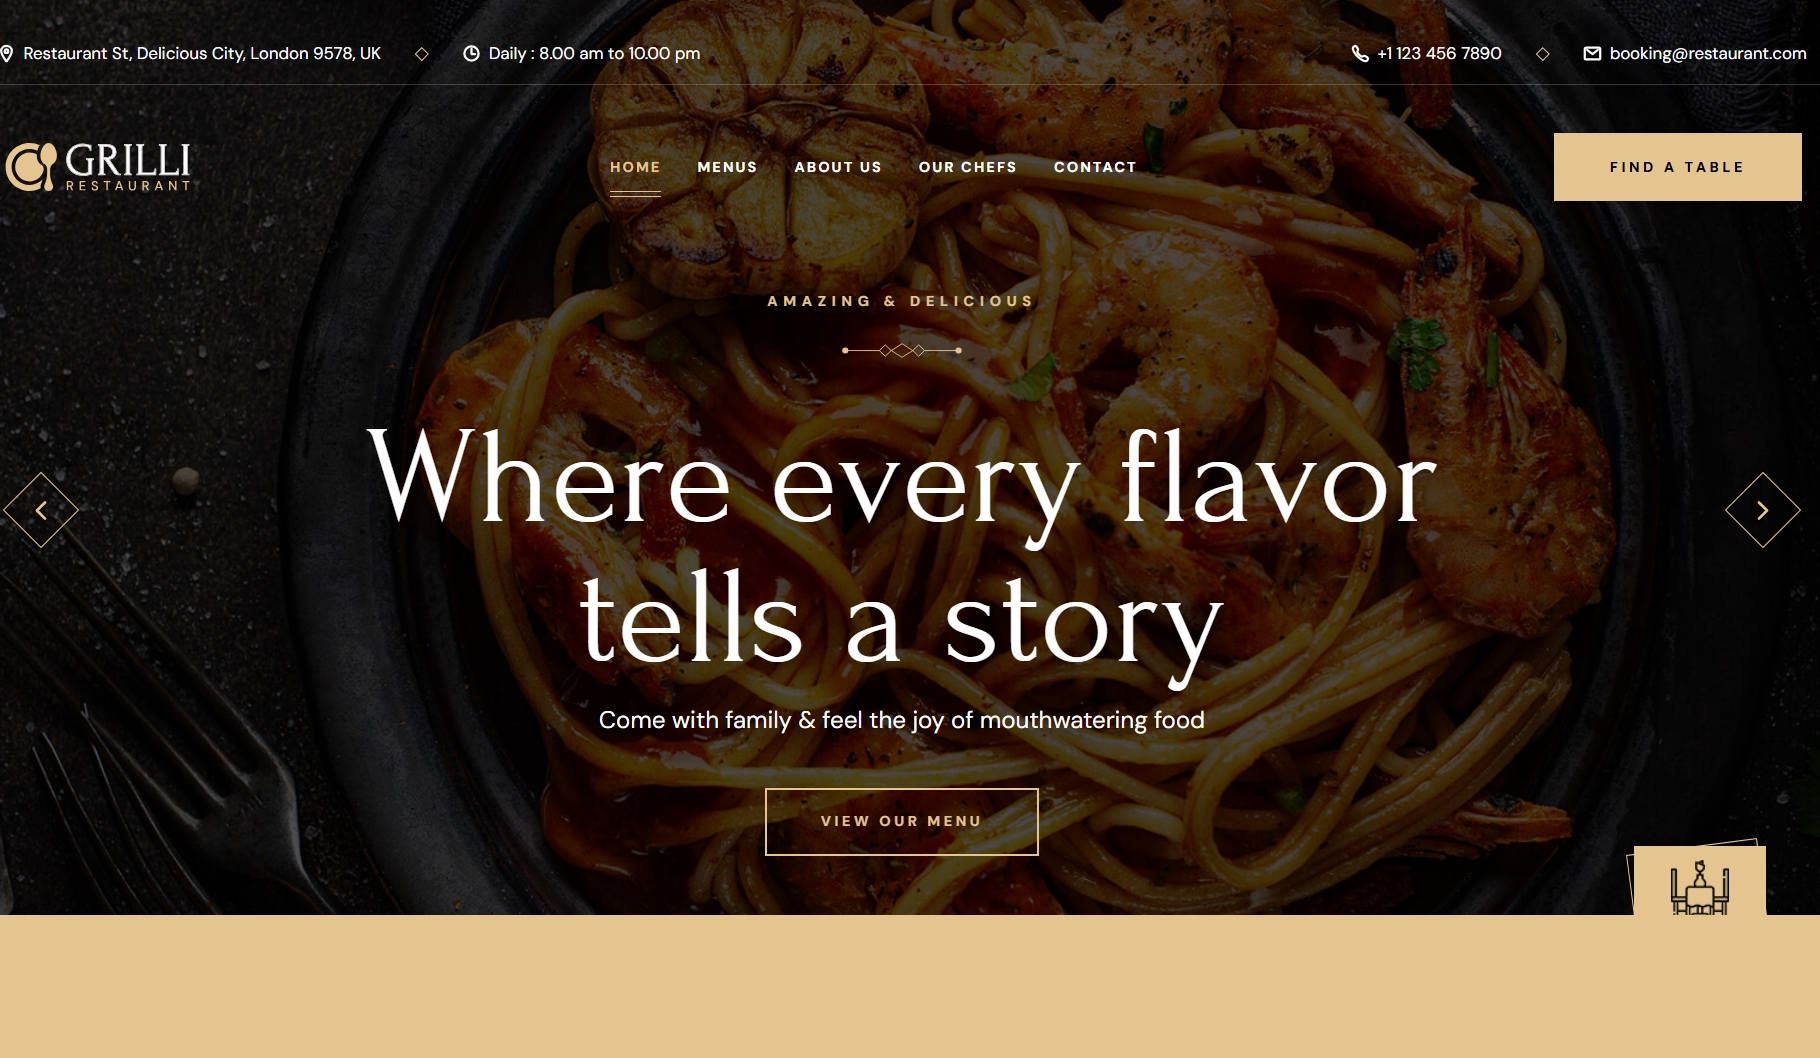 Restaurant St, Delicious City, London 9578, UK
Daily : 8.00 am to 10.00 pm
+1 123 456 7890
booking@restaurant.com
GRILLI
RESTAURANT
HOME
MENUS
ABOUT US
OUR CHEFS
CONTACT
FIND A TABLE
AMAZING & DELICIOUS
Where every flavor
tells a story
Come with family & feel the joy of mouthwatering food
VIEW OUR MENU